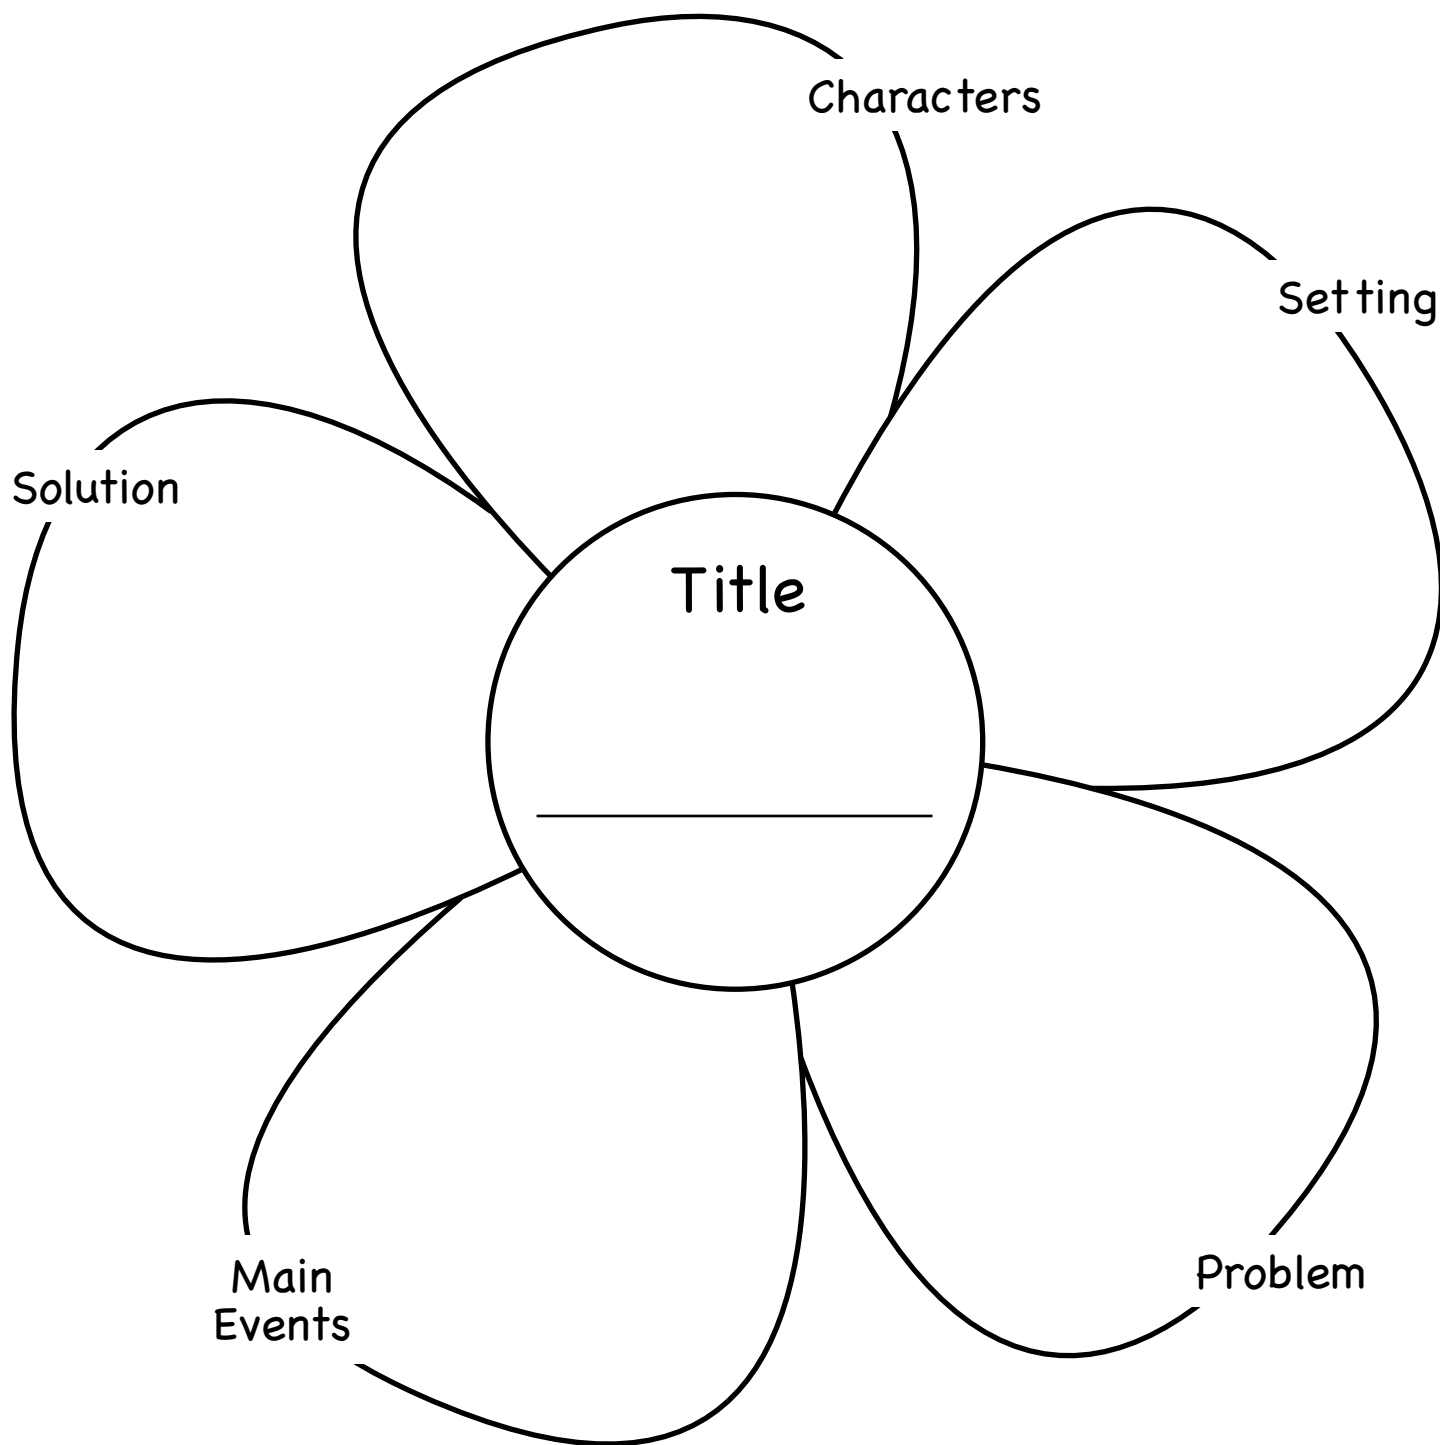 Characters
Setting
Solution
Title
Problem
Main
Events